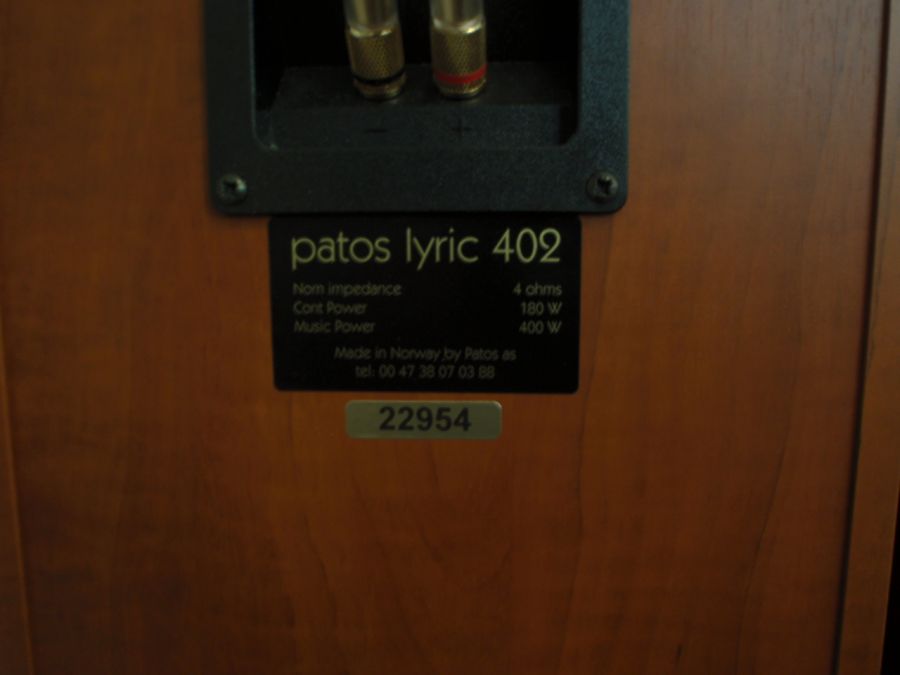 - +
patos lyric 402
Nom impedance 4 ohms
Cont Power 180 W
Music Power 400 W
Made in Norway by Patos as
tel: 00 47 38 07 03 88
22954